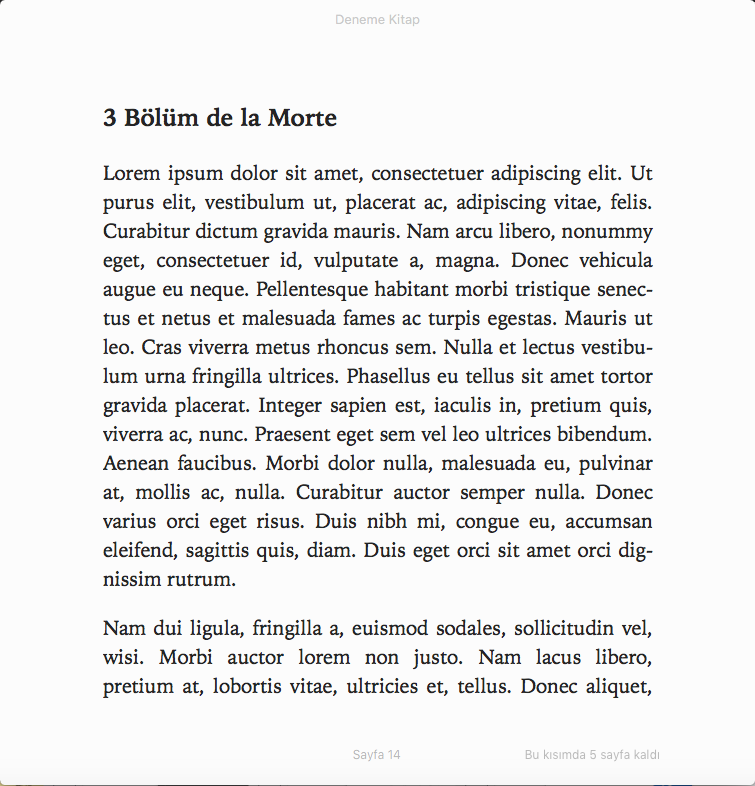 Deneme Kitap
3 Bölüm de la Morte
Lorem ipsum dolor sit amet, consectetuer adipiscing elit. Ut
purus elit, vestibulum ut, placerat ac, adipiscing vitae, felis.
Curabitur dictum gravida mauris. Nam arcu libero, nonummy
eget, consectetuer id, vulputate a, magna. Donec vehicula
augue eu neque. Pellentesque habitant morbi tristique senec-
tus et netus et malesuada fames ac turpis egestas. Mauris ut
leo. Cras viverra metus rhoncus sem. Nulla et lectus vestibu-
lum urna fringilla ultrices. Phasellus eu tellus sit amet tortor
gravida placerat. Integer sapien est, iaculis in, pretium quis,
viverra ac, nunc. Praesent eget sem vel leo ultrices bibendum.
Aenean faucibus. Morbi dolor nulla, malesuada eu, pulvinar
at, mollis ac, nulla. Curabitur auctor semper nulla. Donec
varius orci eget risus. Duis nibh mi, congue eu, accumsan
eleifend, sagittis quis, diam. Duis eget orci sit amet orci dig-
nissim rutrum.
Nam dui ligula, fringilla a, euismod sodales, sollicitudin vel,
wisi. Morbi auctor lorem non justo. Nam lacus libero,
pretium at, lobortis vitae, ultricies et, tellus. Donec aliquet,
Sayfa 14
Bu kısımda 5 sayfa kaldı